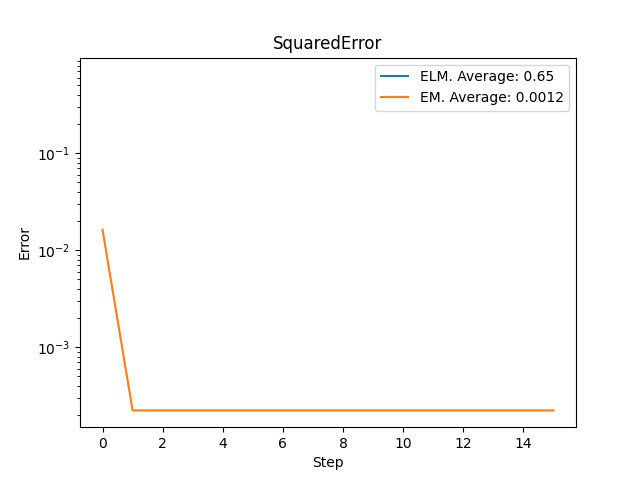 SquaredError
ELM. Average: 0.65
EM. Average: 0.0012
10⁻¹
10⁻²
10⁻³
Error
0 2 4 6 8 10 12 14
Step